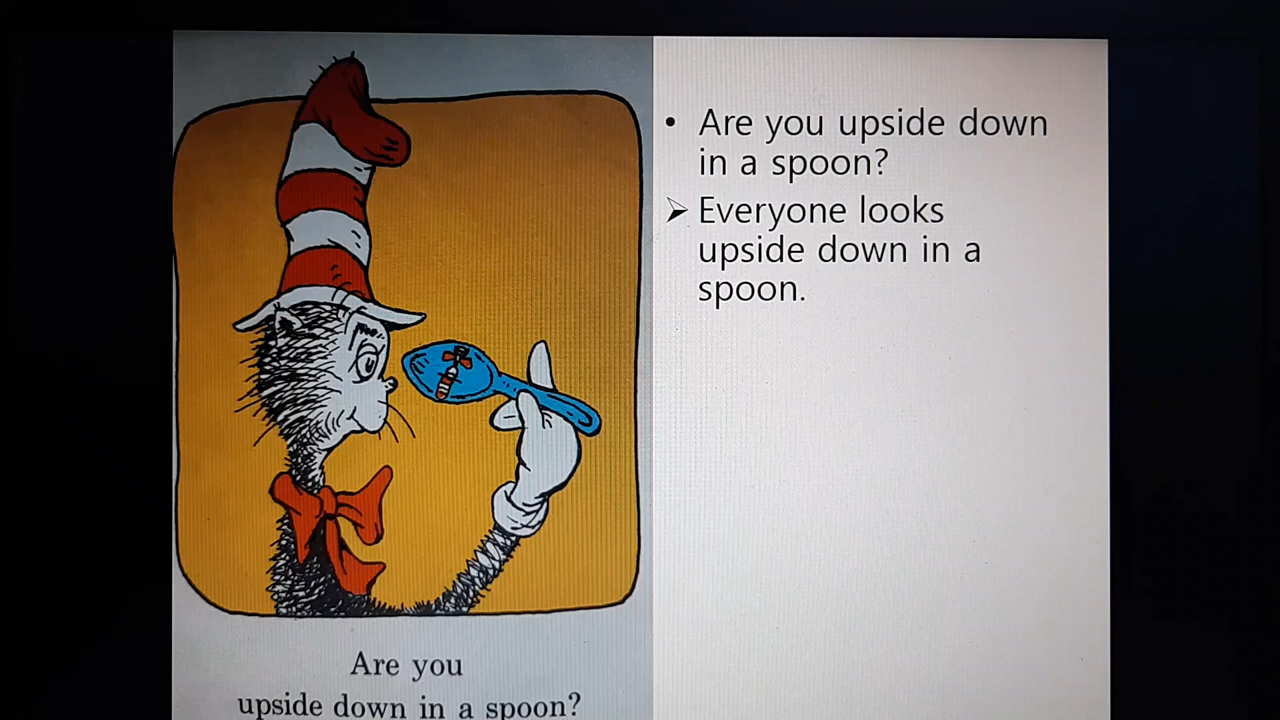 Are you
upside down in a spoon?
• Are you upside down
in a spoon?
➢ Everyone looks
upside down in a
spoon.